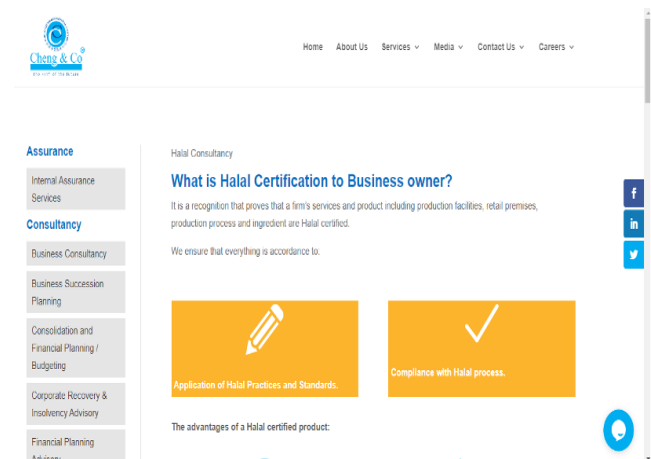 Cheng & Co
Home About Us Services Media Contact Us Careers
Assurance
Internal Assurance
Services
Consultancy
Business Consultancy
Business Succession
Planning
Consolidation and
Financial Planning /
Budgeting
Corporate Recovery &
Insolvency Advisory
Financial Planning
Advisory
Halal Consultancy
What is Halal Certification to Business owner?
It is a recognition that proves that a firm's services and product including production facilities, retail premises,
production process and ingredient are Halal certified.
We ensure that everything is accordance to:
Application of Halal Practices and Standards.
Compliance with Halal process.
The advantages of a Halal certified product: